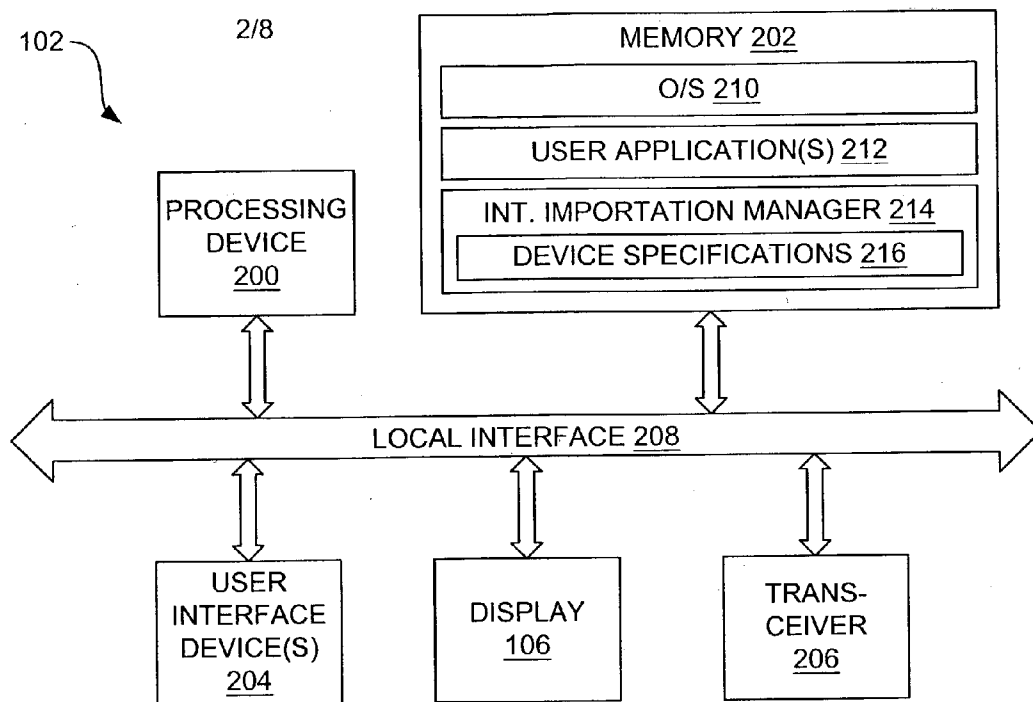 102
2/8
MEMORY 202
O/S 210
USER APPLICATION(S) 212
INT. IMPORTATION MANAGER 214
DEVICE SPECIFICATIONS 216
PROCESSING
DEVICE
200
LOCAL INTERFACE 208
USER
INTERFACE
DEVICE(S)
204
DISPLAY
106
TRANS-
CEIVER
206